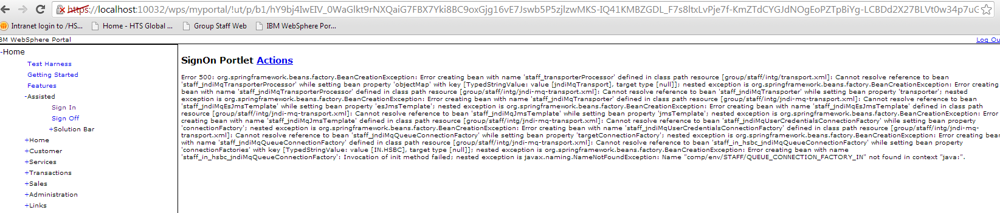 https://localhost:10032/wps/myportal/!ut/p/b1/hY9bj4IwEIV_0WaGlkt9rNXQaiG7FBX7Yki8BC9oxGjg16vE7Jswb5P5zjlzwMKS-IQ41KMBZGDL_F7s8ltxLvPje7f-KmZTdCYGJdNOgEoPZTpBiYg-LCBDd2X27BLVt0w34p7uG
Intranet login to /HS...
Home - HTS Global ...
Group Staff Web
IBM WebSphere Por...
BM WebSphere Portal
Log Ou
-Home
Test Harness
Getting Started
Features
-Assisted
Sign In
Sign Off
+Solution Bar
+Home
+Customer
+Services
+Transactions
+Sales
+Administration
+Links
SignOn Portlet Actions
Error 500: org.springframework.beans.factory.BeanCreationException: Error creating bean with name 'staff_transporterProcessor' defined in class path resource [group/staff/intg/transport.xml]: Cannot resolve reference to bean
'staff_jndiMqTransporterProcessor' while setting bean property 'objectMap' with key [TypedStringValue: value [jndiMqTransport], target type [null]]; nested exception is org.springframework.beans.factory.BeanCreationException: Error creating
bean with name 'staff_jndiMqTransporterProcessor' defined in class path resource [group/staff/intg/jndi-mq-transport.xml]: Cannot resolve reference to bean 'staff_jndiMqTransporter' while setting bean property 'transporter'; nested
exception is org.springframework.beans.factory.BeanCreationException: Error creating bean with name 'staff_jndiMqTransporter' defined in class path resource [group/staff/intg/jndi-mq-transport.xml]: Cannot resolve reference to bean
'staff_jndiMqEsJmsTemplate' while setting bean property 'esJmsTemplate'; nested exception is org.springframework.beans.factory.BeanCreationException: Error creating bean with name 'staff_jndiMqEsJmsTemplate' defined in class path
resource [group/staff/intg/jndi-mq-transport.xml]: Cannot resolve reference to bean 'staff_jndiMqJmsTemplate' while setting bean property 'jmsTemplate'; nested exception is org.springframework.beans.factory.BeanCreationException: Error
creating bean with name 'staff_jndiMqJmsTemplate' defined in class path resource [group/staff/intg/jndi-mq-transport.xml]: Cannot resolve reference to bean 'staff_jndiMqUserCredentialsConnectionFactory' while setting bean property
'connectionFactory'; nested exception is org.springframework.beans.factory.BeanCreationException: Error creating bean with name 'staff_jndiMqUserCredentialsConnectionFactory' defined in class path resource [group/staff/intg/jndi-mq-
transport.xml]: Cannot resolve reference to bean 'staff_jndiMqQueueConnectionFactory' while setting bean property 'targetConnectionFactory'; nested exception is org.springframework.beans.factory.BeanCreationException: Error creating bean
with name 'staff_jndiMqQueueConnectionFactory' defined in class path resource [group/staff/intg/jndi-mq-transport.xml]: Cannot resolve reference to bean 'staff_in_hsbc_jndiMqQueueConnectionFactory' while setting bean property
'connectionFactories' with key [TypedStringValue: value [IN.HSBC], target type [null]]; nested exception is org.springframework.beans.factory.BeanCreationException: Error creating bean with name
'staff_in_hsbc_jndiMqQueueConnectionFactory': Invocation of init method failed; nested exception is javax.naming.NameNotFoundException: Name "comp/env/STAFF/QUEUE_CONNECTION_FACTORY_IN" not found in context "java:".